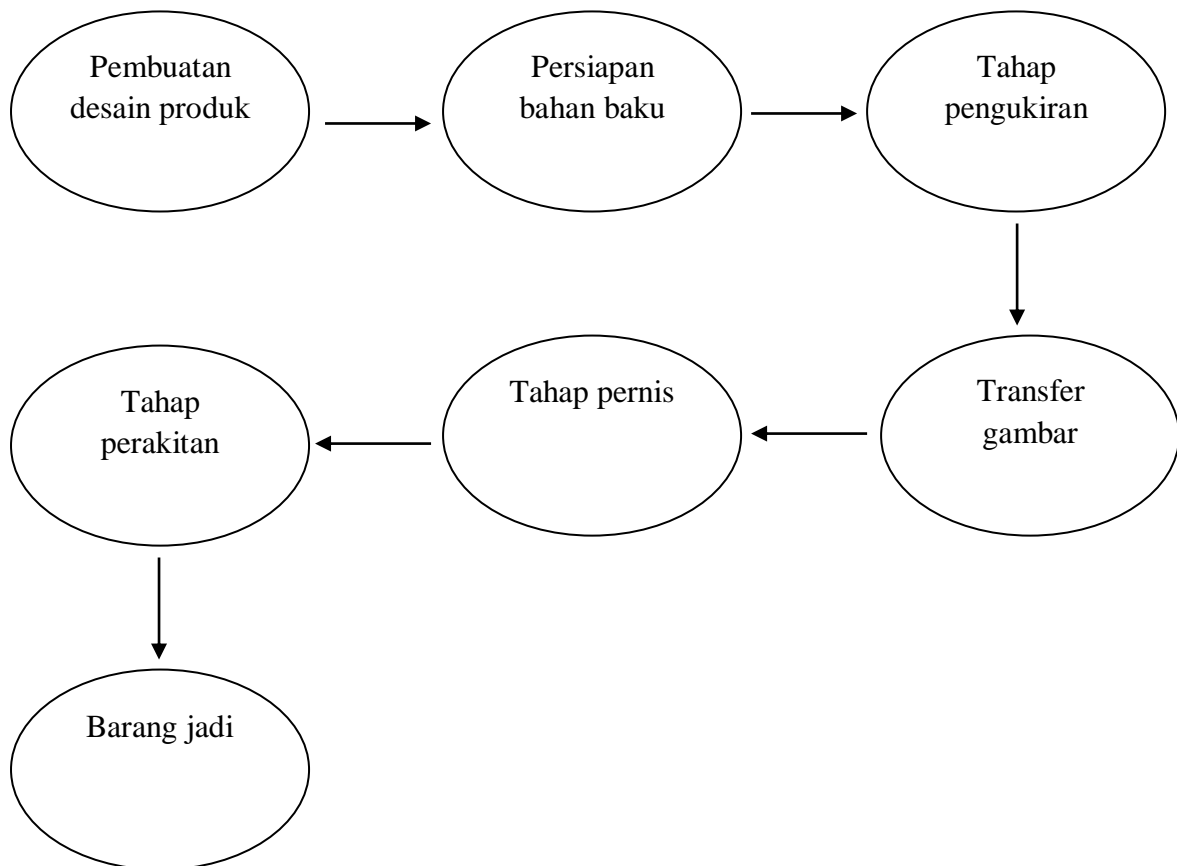 Pembuatan
desain produk
Persiapan
bahan baku
Tahap
pengukiran
Transfer
gambar
Tahap pernis
Tahap
perakitan
Barang jadi